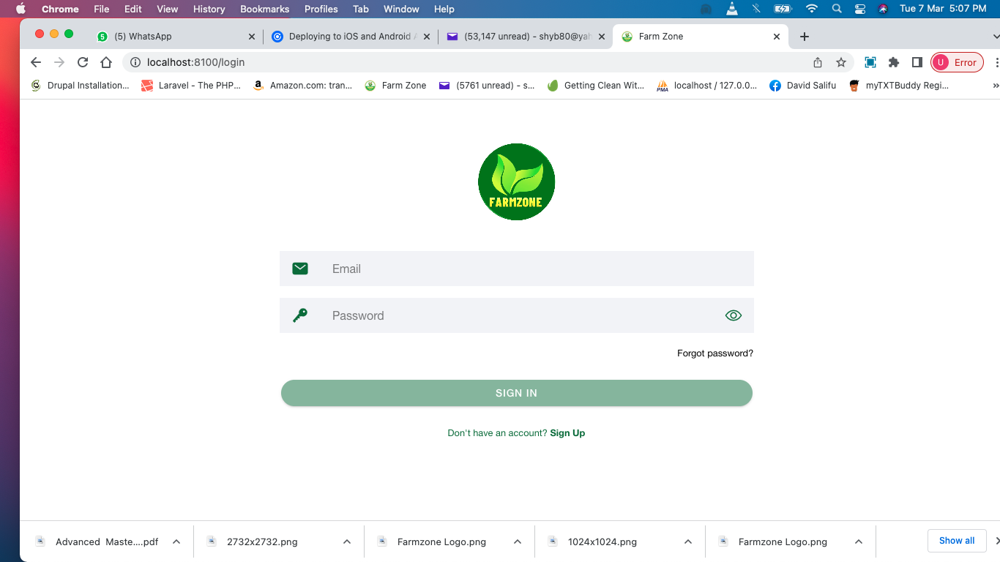 Chrome File Edit View History Bookmarks Profiles Tab Window Help Tue 7 Mar 5:07 PM
5 (5) WhatsApp Deploying to iOS and Android (53,147 unread) - shyb80@yah Farm Zone
localhost:8100/login U Error
Drupal Installation... Laravel - The PHP... Amazon.com: tran... Farm Zone (5761 unread) - s... Getting Clean Wit... PMA localhost / 127.0.0... David Salifu myTXTBuddy Regi... »
FARMZONE
Email
Password
Forgot password?
SIGN IN
Don't have an account? Sign Up
Advanced Maste....pdf 2732x2732.png Farmzone Logo.png 1024x1024.png Farmzone Logo.png Show all